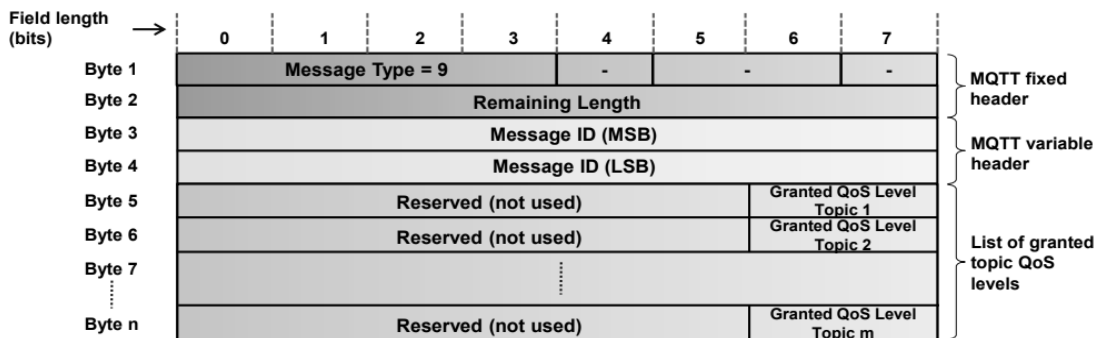 Field length
(bits)
0 1 2 3 4 5 6 7
Byte 1 Message Type = 9 - - -
Byte 2 Remaining Length
MQTT fixed
header
Byte 3 Message ID (MSB)
Byte 4 Message ID (LSB)
MQTT variable
header
Byte 5 Reserved (not used) Granted QoS Level
Topic 1
Byte 6 Reserved (not used) Granted QoS Level
Topic 2
Byte 7
Byte n Reserved (not used) Granted QoS Level
Topic m
List of granted
topic QoS
levels